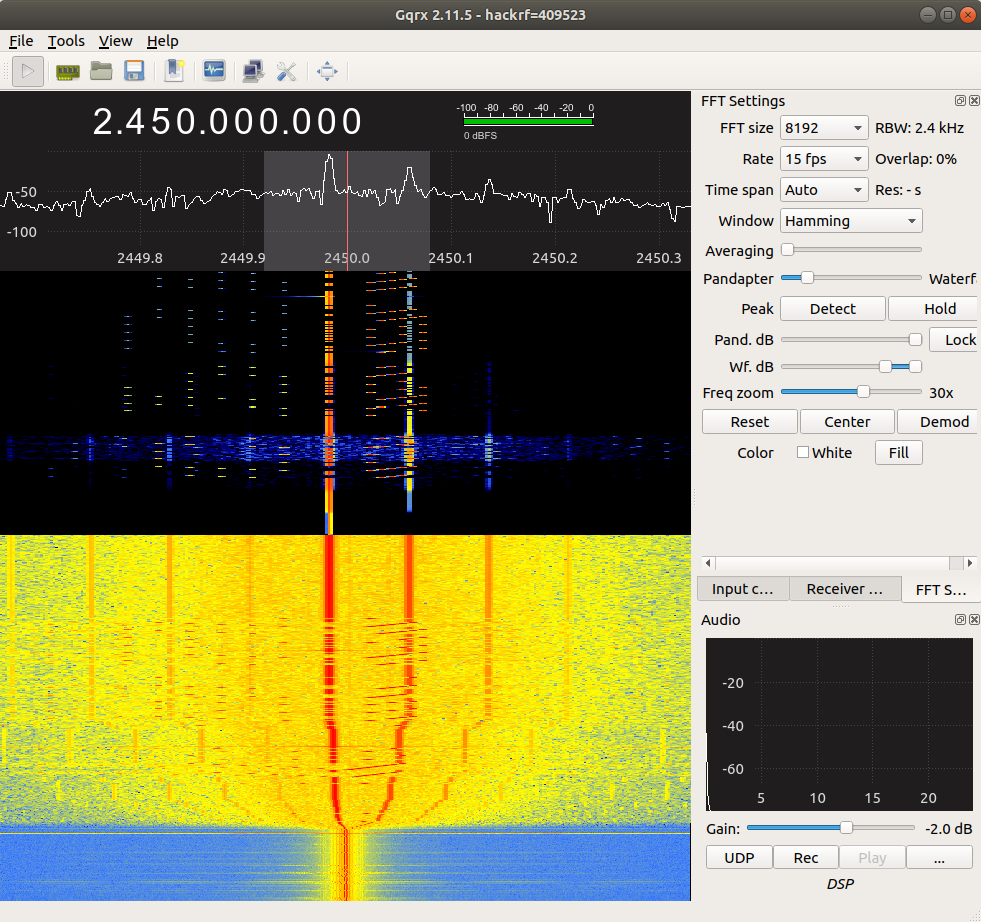 Gqrx 2.11.5 - hackrf=409523
File Tools View Help
2.450.000.000
-100 -80 -60 -40 -20 0
0 dBFS
-50
-100
2449.8 2449.9 2450.0 2450.1 2450.2 2450.3
FFT Settings
FFT size 8192 RBW: 2.4 kHz
Rate 15 fps Overlap: 0%
Time span Auto Res: - s
Window Hamming
Averaging
Pandapter Waterf
Peak Detect Hold
Pand. dB Lock
Wf. dB
Freq zoom 30x
Reset Center Demod
Color White Fill
Input c... Receiver ... FFT S...
Audio
-20
-40
-60
5 10 15 20
Gain: -2.0 dB
UDP Rec Play ...
DSP